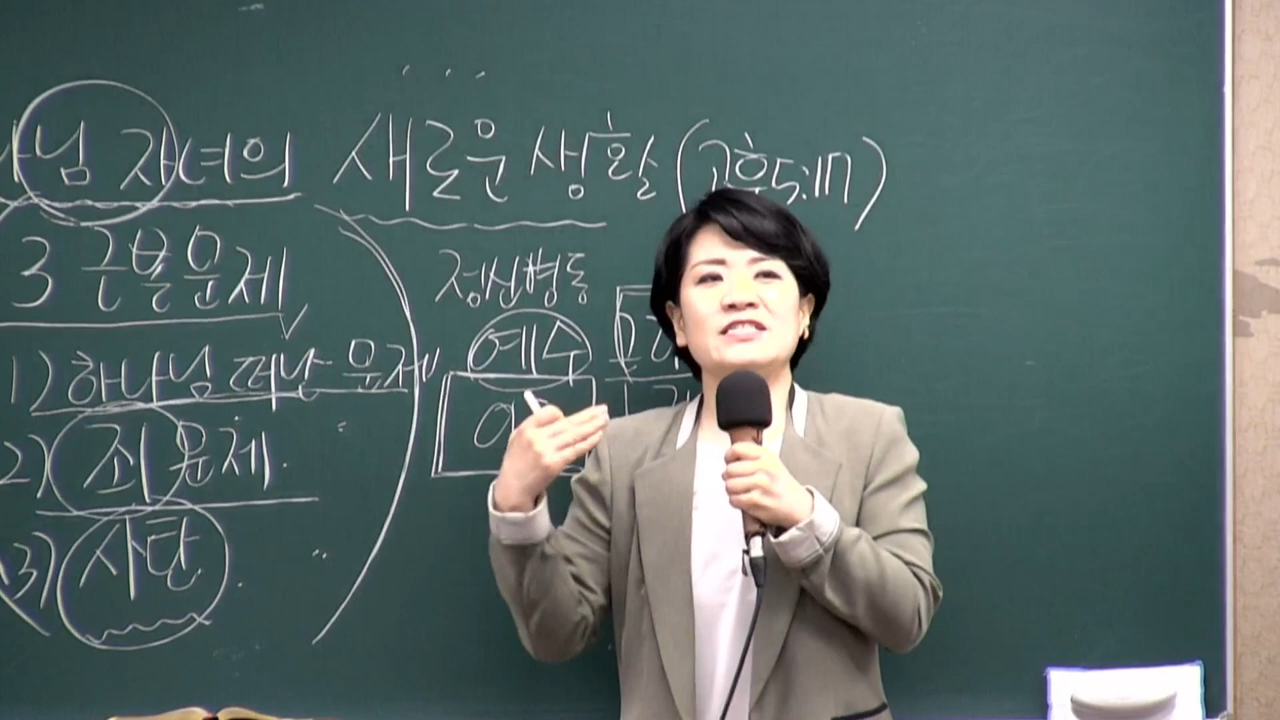 나님 자녀의 새로운 생활 (고후5:17)
3 근본문제
정신병동
1) 하나님 떠난 문제
예수
2) 죄 문제.
3) 사탄.